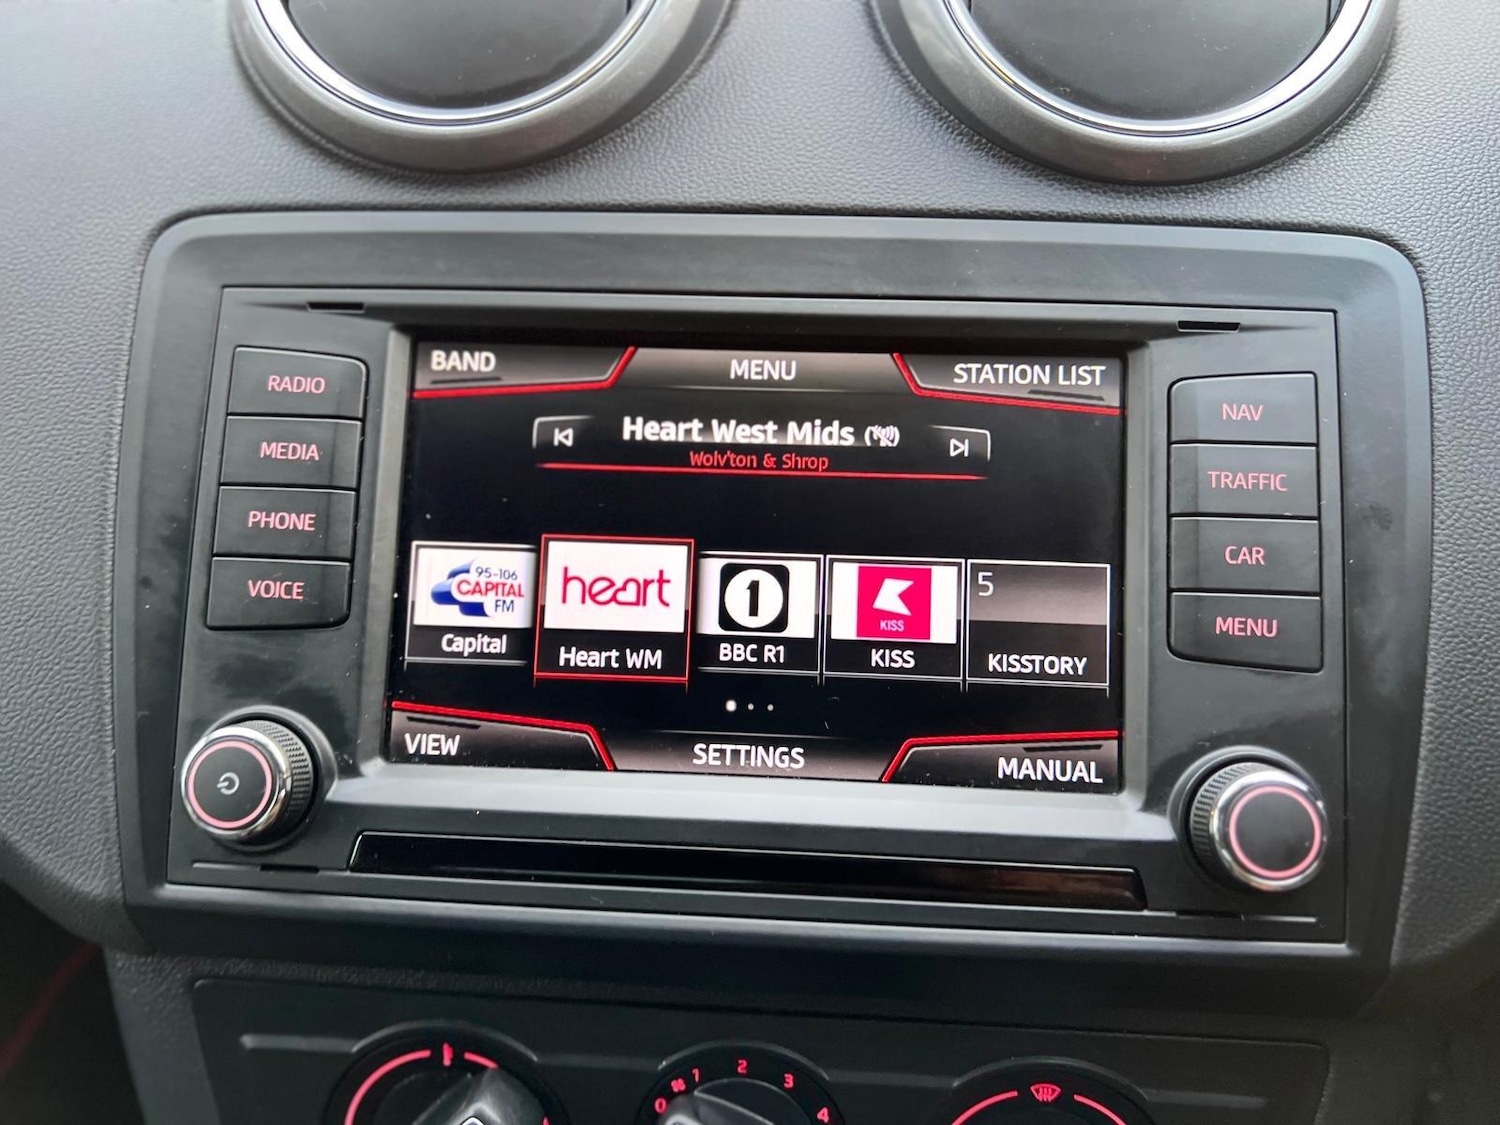 BAND
MENU
STATION LIST
RADIO
MEDIA
PHONE
VOICE
Heart West Mids
Wolv'ton & Shrop
NAV
TRAFFIC
CAR
MENU
95-106
CAPITAL
FM
Capital
heart
Heart WM
1
BBC R1
KISS
KISS
5
KISSTORY
VIEW
SETTINGS
MANUAL
0 1 2 3 4